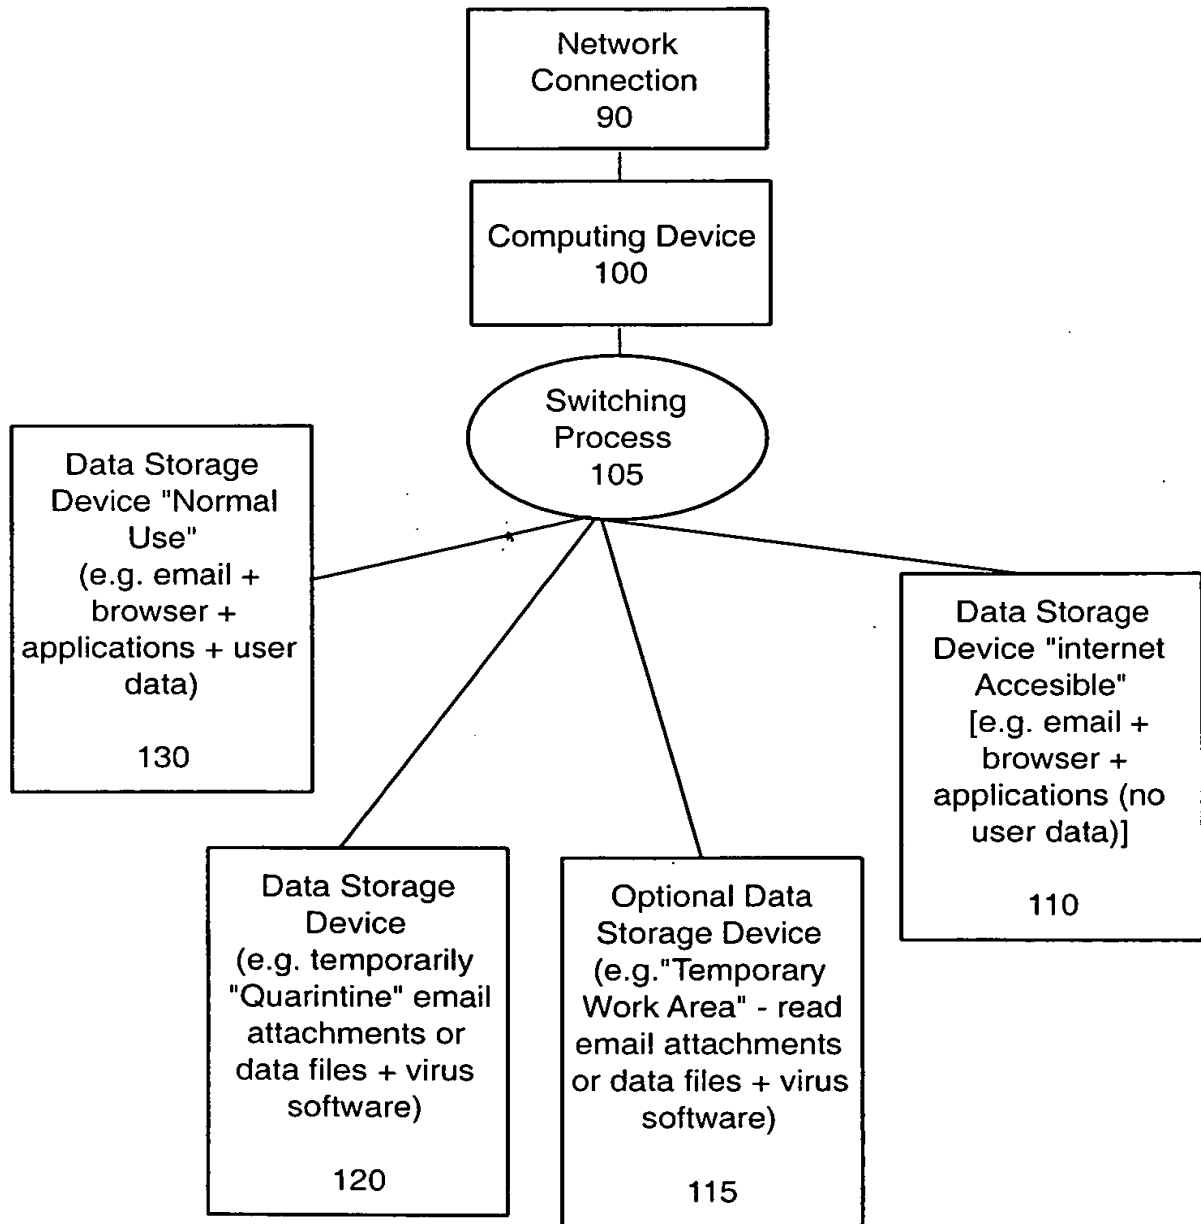 Network
Connection
90
Computing Device
100
Switching
Process
105
Data Storage
Device "Normal
Use"
(e.g. email +
browser +
applications + user
data)
130
Data Storage
Device
(e.g. temporarily
"Quarintine" email
attachments or
data files + virus
software)
120
Optional Data
Storage Device
(e.g."Temporary
Work Area" - read
email attachments
or data files + virus
software)
115
Data Storage
Device "internet
Accesible"
[e.g. email +
browser +
applications (no
user data)]
110